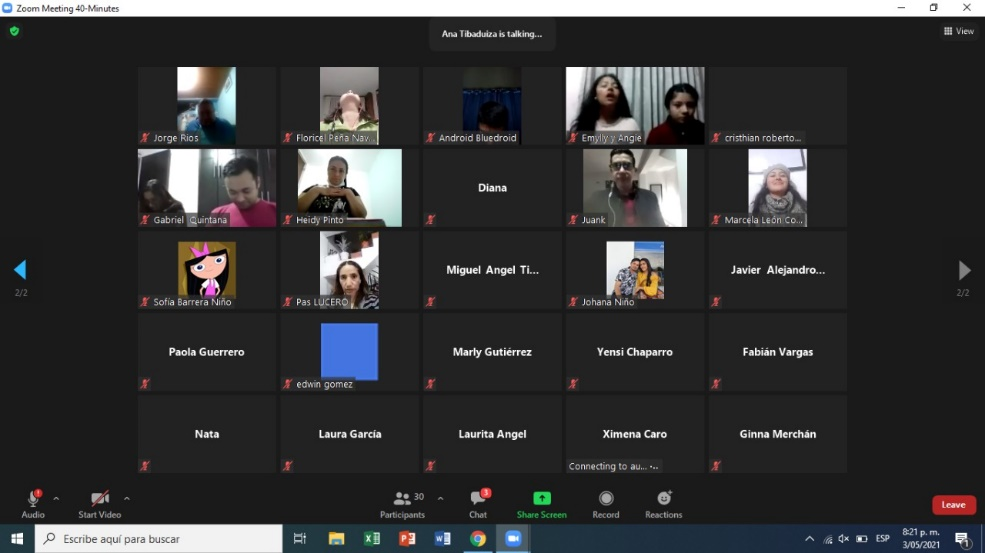 Zoom Meeting 40-Minutes
Ana Tibaduiza is talking...
View
Jorge Rios
Floricel Peña Nav...
Android Bluedroid
Emylly y Angie
cristhian roberto...
Gabriel Quintana
Heidy Pinto
Diana
Juank
Marcela León Co...
Sofía Barrera Niño
Pas LUCERO
Miguel Angel Ti...
Johana Niño
Javier Alejandro...
2/2
2/2
Paola Guerrero
edwin gomez
Marly Gutiérrez
Yensi Chaparro
Fabián Vargas
Nata
Laura García
Laurita Angel
Ximena Caro
Ginna Merchán
Connecting to au... ...
Audio
Start Video
30
Participants
3
Chat
Share Screen
Record
Reactions
Leave
Escribe aquí para buscar
ESP
8:21 p. m.
3/05/2021
1